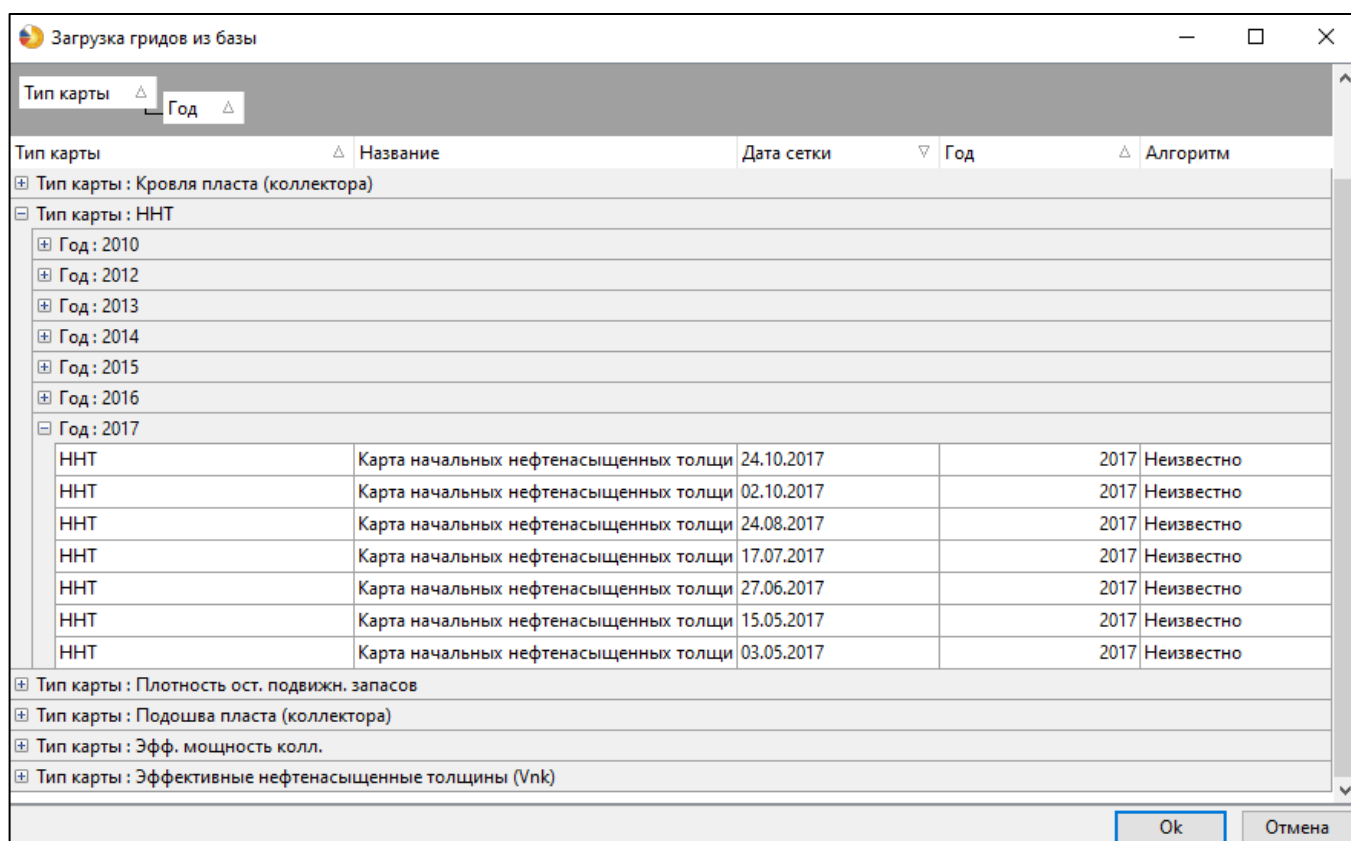 Загрузка гридов из базы
Тип карты
Год
Тип карты Название Дата сетки Год Алгоритм
Тип карты : Кровля пласта (коллектора)
Тип карты : ННТ
Год : 2010
Год : 2012
Год : 2013
Год : 2014
Год : 2015
Год : 2016
Год : 2017
ННТ Карта начальных нефтенасыщенных толщи 24.10.2017 2017 Неизвестно
ННТ Карта начальных нефтенасыщенных толщи 02.10.2017 2017 Неизвестно
ННТ Карта начальных нефтенасыщенных толщи 24.08.2017 2017 Неизвестно
ННТ Карта начальных нефтенасыщенных толщи 17.07.2017 2017 Неизвестно
ННТ Карта начальных нефтенасыщенных толщи 27.06.2017 2017 Неизвестно
ННТ Карта начальных нефтенасыщенных толщи 15.05.2017 2017 Неизвестно
ННТ Карта начальных нефтенасыщенных толщи 03.05.2017 2017 Неизвестно
Тип карты : Плотность ост. подвижн. запасов
Тип карты : Подошва пласта (коллектора)
Тип карты : Эфф. мощность колл.
Тип карты : Эффективные нефтенасыщенные толщины (Vnk)
Ok Отмена